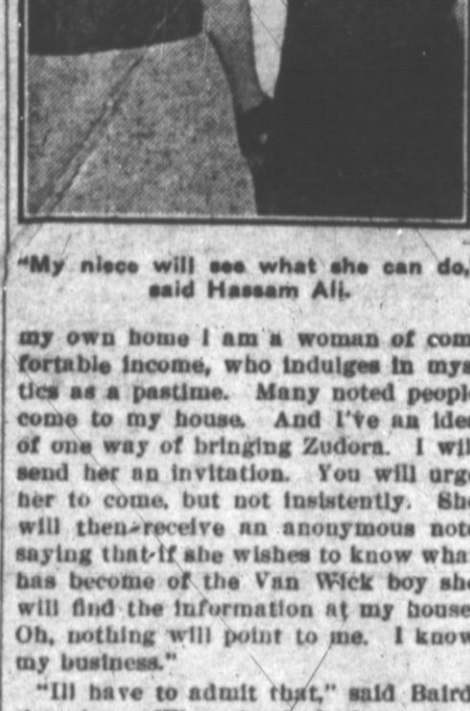 "My niece will see what she can do,
said Hassam Ali.
my own home I am a woman of com
fortable income, who indulges in mys
tics as a pastime. Many noted peopl
come to my house. And I've an idea
of one way of bringing Zudora. I wil
send her an invitation. You will urge
her to come, but not insistently. She
will then receive an anonymous not
saying that if she wishes to know wha
has become of the Van Wick boy she
will find the information at my house
Oh, nothing will point to me. I know
my business."
"Ill have to admit that," said Baird